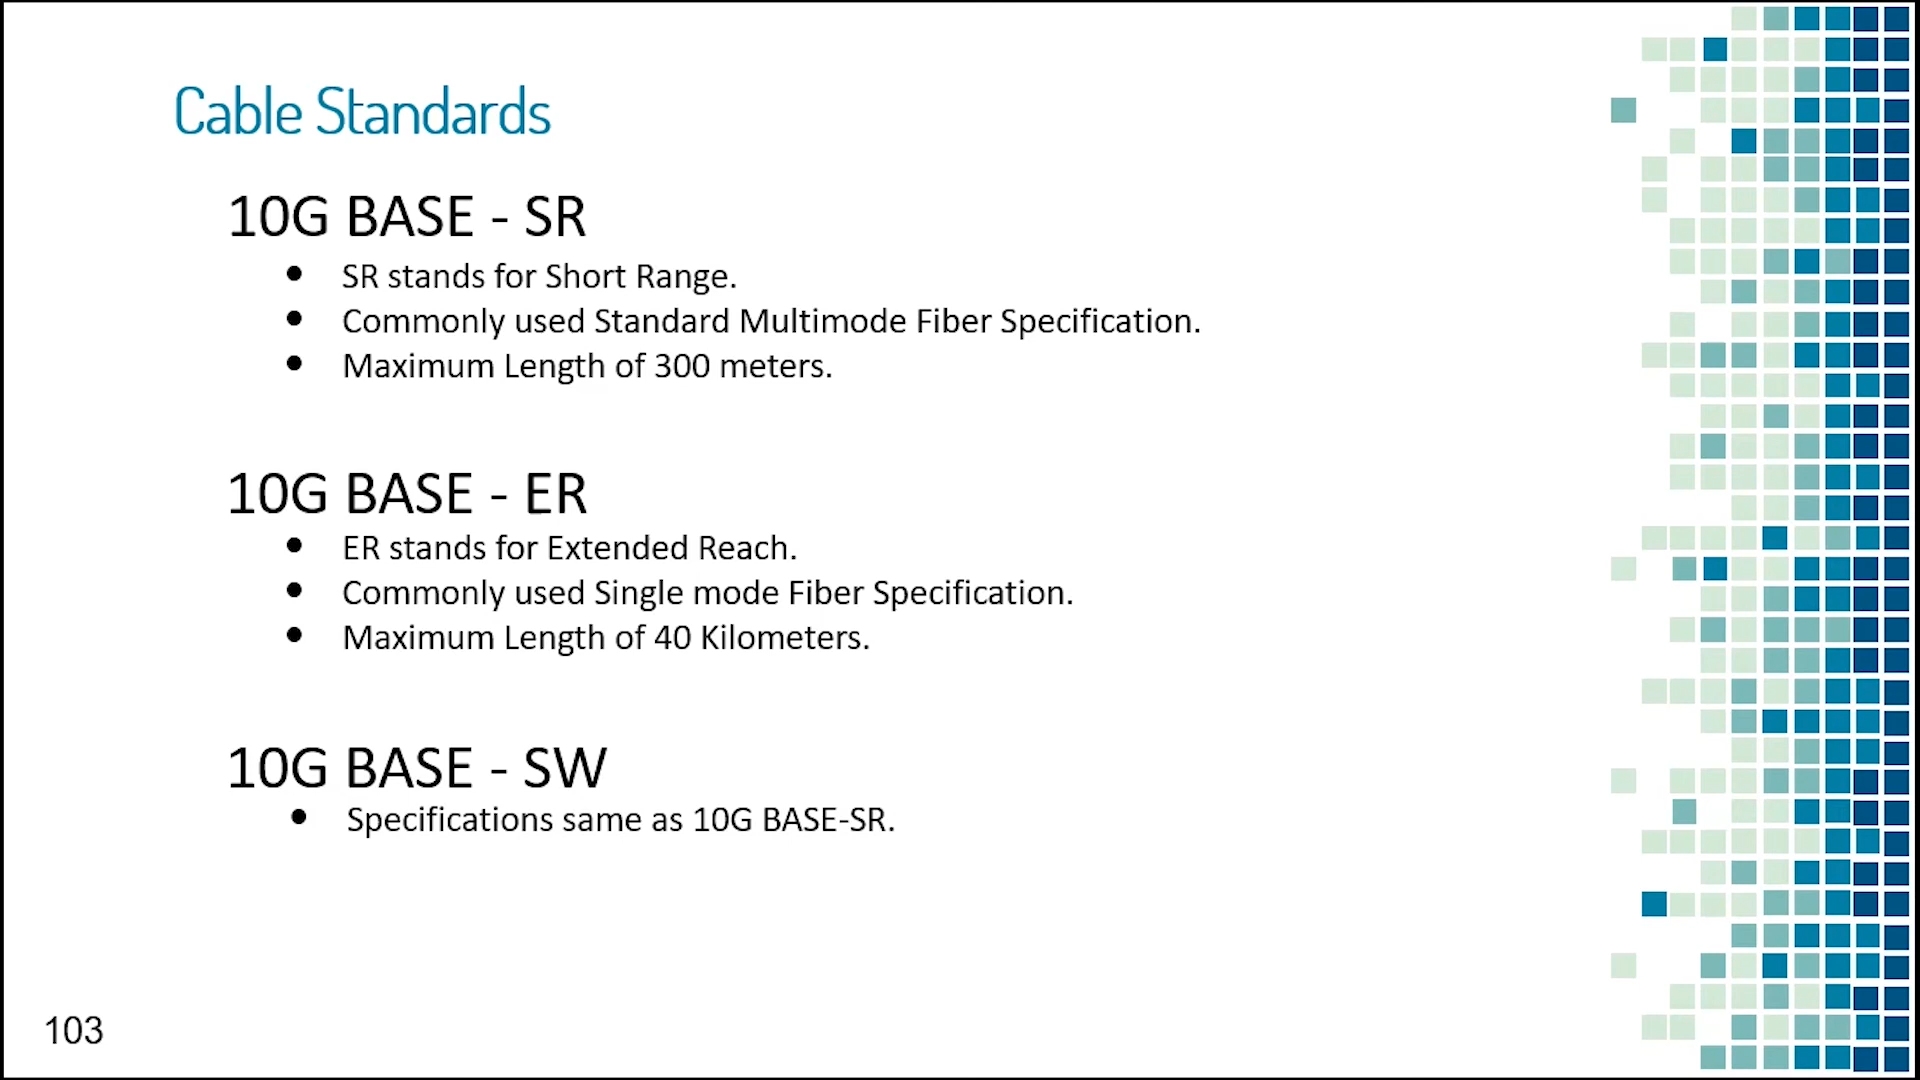 Cable Standards
10G BASE - SR
● SR stands for Short Range.
● Commonly used Standard Multimode Fiber Specification.
● Maximum Length of 300 meters.
10G BASE - ER
● ER stands for Extended Reach.
● Commonly used Single mode Fiber Specification.
● Maximum Length of 40 Kilometers.
10G BASE - SW
● Specifications same as 10G BASE-SR.
103